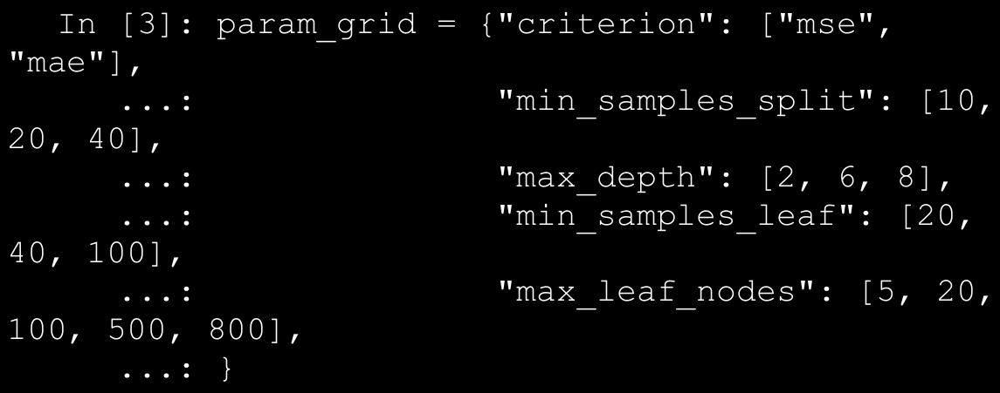 In [3]: param_grid = {"criterion": ["mse",
"mae"],
...: "min_samples_split": [10,
20, 40],
...: "max_depth": [2, 6, 8],
...: "min_samples_leaf": [20,
40, 100],
...: "max_leaf_nodes": [5, 20,
100, 500, 800],
...: }